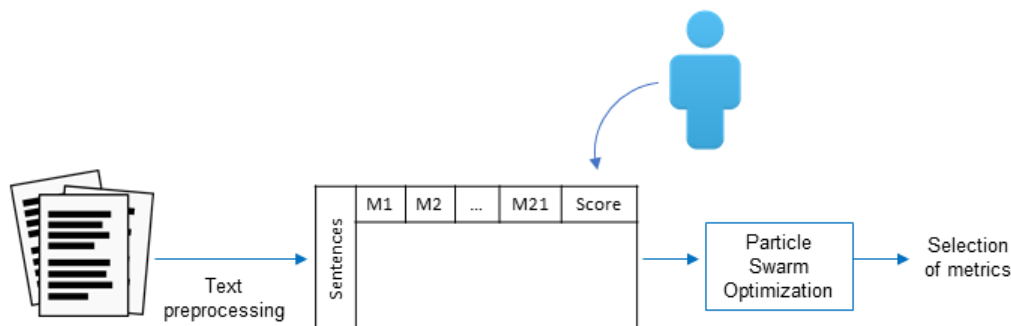 Text
preprocessing
Sentences
M1 M2 ... M21 Score
Particle
Swarm
Optimization
Selection
of metrics